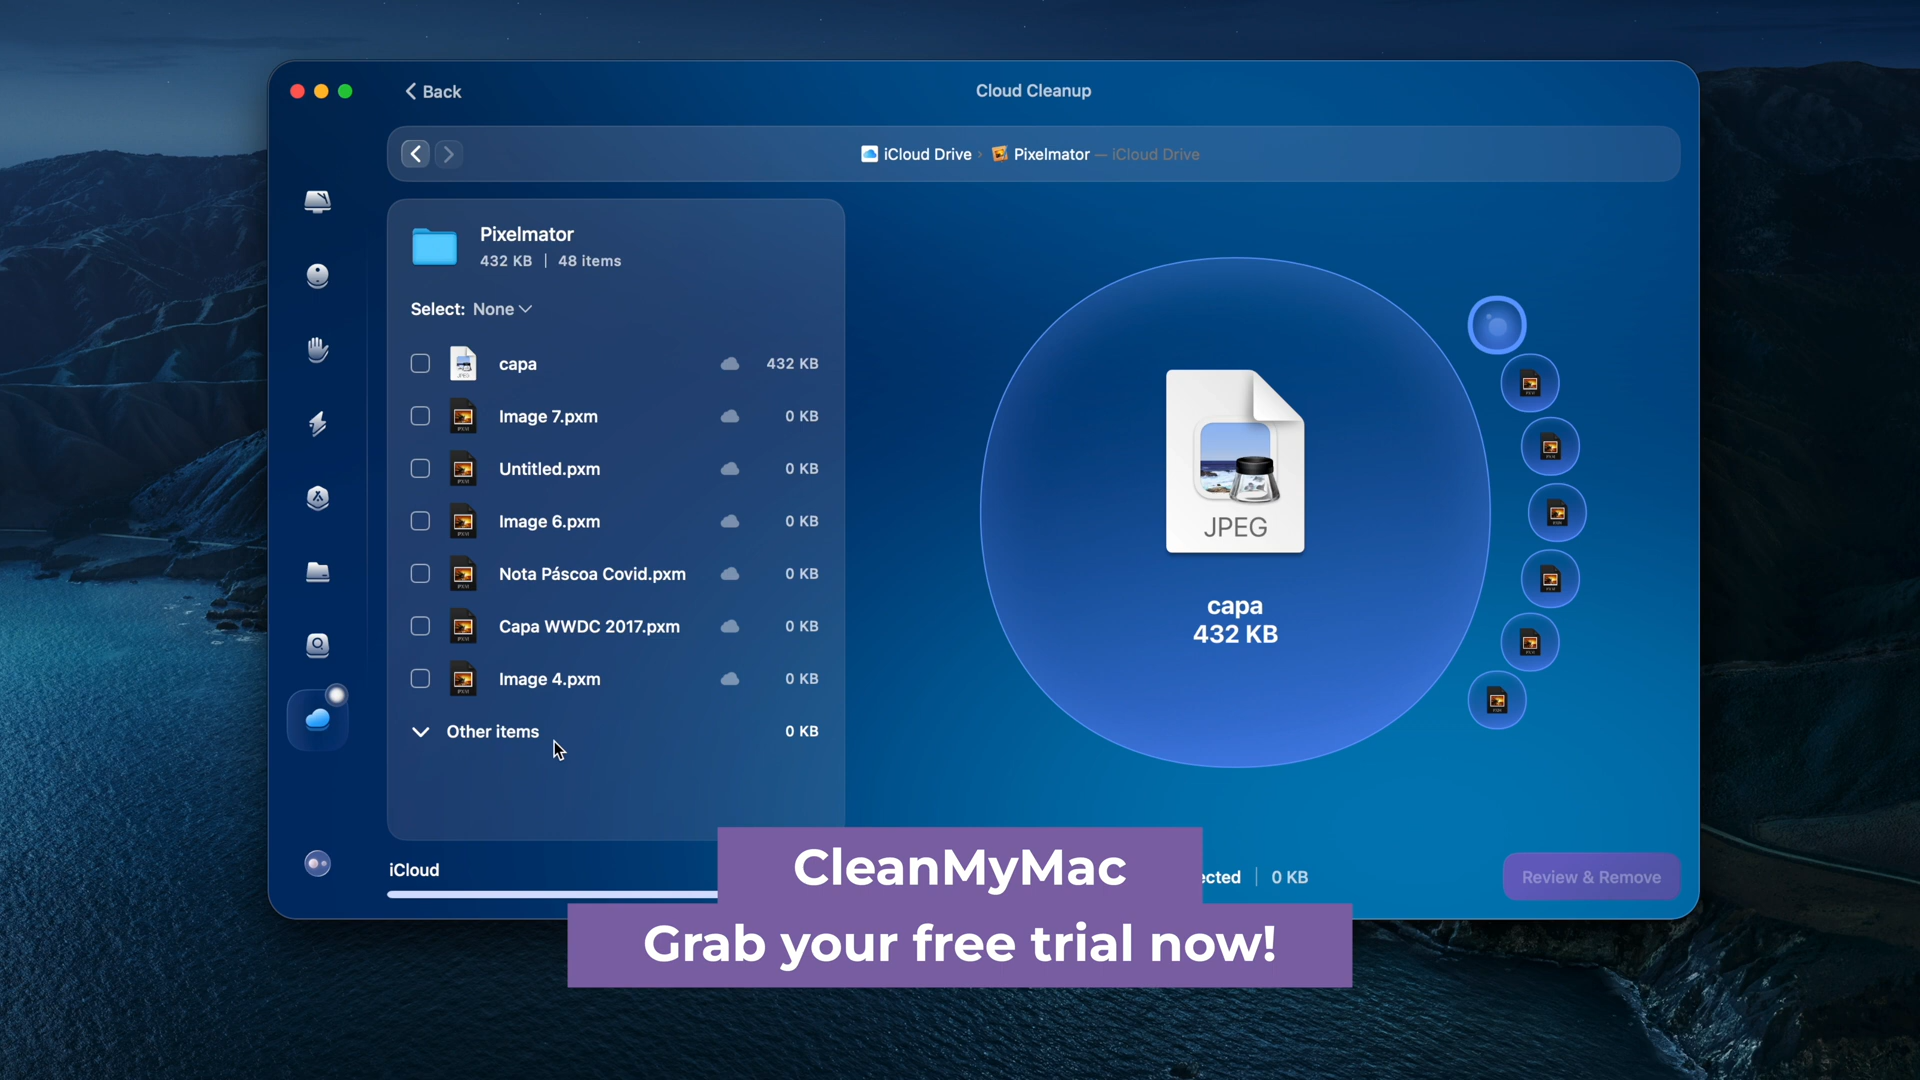 Back
Cloud Cleanup
iCloud Drive › Pixelmator — iCloud Drive
Pixelmator
432 KB | 48 items
Select: None
capa 432 KB
Image 7.pxm 0 KB
Untitled.pxm 0 KB
Image 6.pxm 0 KB
Nota Páscoa Covid.pxm 0 KB
Capa WWDC 2017.pxm 0 KB
Image 4.pxm 0 KB
Other items 0 KB
JPEG
capa
432 KB
iCloud
0 KB
Review & Remove
CleanMyMac
Grab your free trial now!